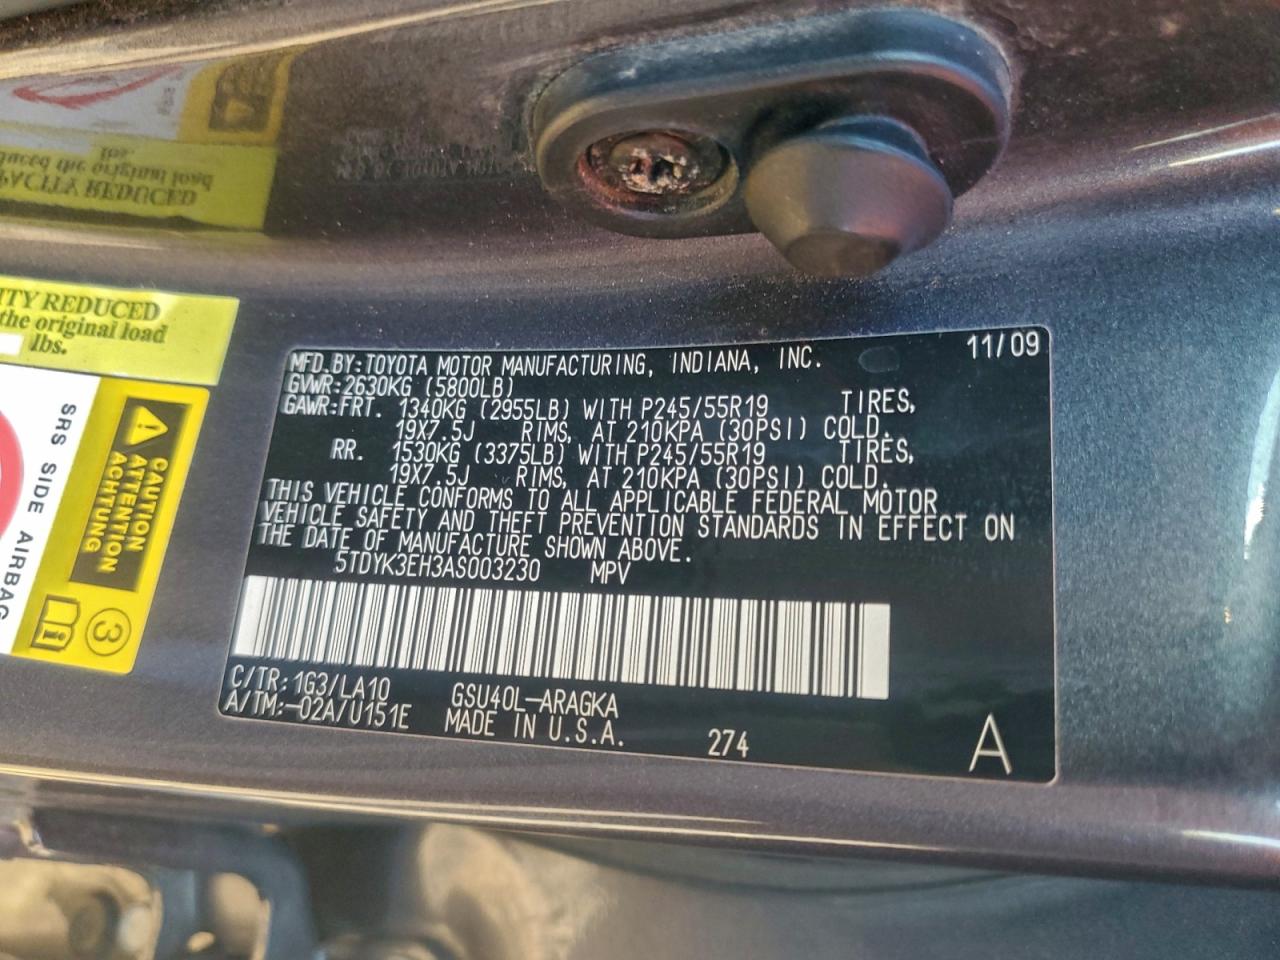 ITY REDUCED
the original load
lbs.
SRS SIDE AIRBAG
CAUTION
ATTENTION
ACHTUNG
3
11/09
MFD.BY:TOYOTA MOTOR MANUFACTURING, INDIANA, INC.
GVWR:2630KG (5800LB)
GAWR:FRT. 1340KG (2955LB) WITH P245/55R19 TIRES,
19X7.5J RIMS, AT 210KPA (30PSI) COLD.
RR. 1530KG (3375LB) WITH P245/55R19 TIRES,
19X7.5J RIMS, AT 210KPA (30PSI) COLD.
THIS VEHICLE CONFORMS TO ALL APPLICABLE FEDERAL MOTOR
VEHICLE SAFETY AND THEFT PREVENTION STANDARDS IN EFFECT ON
THE DATE OF MANUFACTURE SHOWN ABOVE.
5TDYK3EH3AS003230 MPV
C/TR:1G3/LA10 GSU40L-ARAGKA
A/TM:-02A/U151E MADE IN U.S.A. 274 A